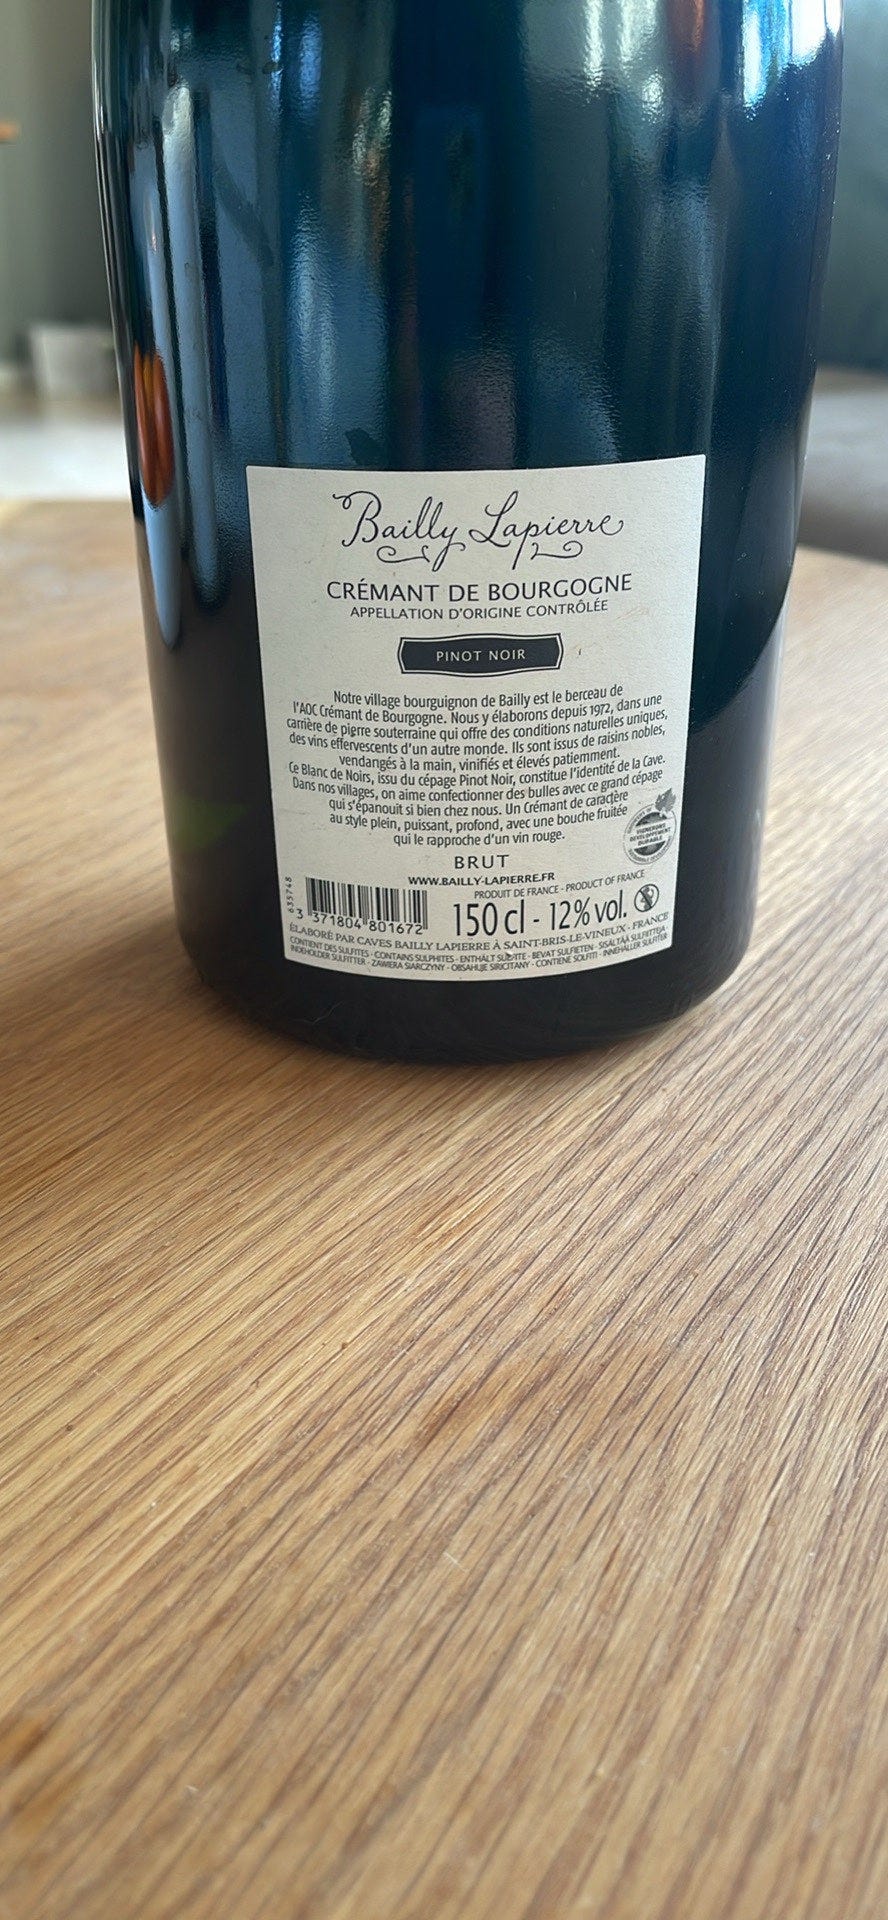 Bailly Lapierre
CRÉMANT DE BOURGOGNE
APPELLATION D'ORIGINE CONTRÔLÉE
PINOT NOIR
Notre village bourguignon de Bailly est le berceau de
l'AOC Crémant de Bourgogne. Nous y élaborons depuis 1972, dans une
carrière de pierre souterraine qui offre des conditions naturelles uniques,
des vins effervescents d'un autre monde. Ils sont issus de raisins nobles,
vendangés à la main, vinifiés et élevés patiemment.
Ce Blanc de Noirs, issu du cépage Pinot Noir, constitue l'identité de la Cave.
Dans nos villages, on aime confectionner des bulles avec ce grand cépage
qui s'épanouit si bien chez nous. Un Crémant de caractère
au style plein, puissant, profond, avec une bouche fruitée
qui le rapproche d'un vin rouge.
VIGNERONS
DEVELOPPEMENT
DURABLE
BRUT
WWW.BAILLY-LAPIERRE.FR
PRODUIT DE FRANCE - PRODUCT OF FRANCE
635748
3 371804 801672
150 cl - 12% vol.
ÉLABORÉ PAR CAVES BAILLY LAPIERRE À SAINT-BRIS-LE-VINEUX - FRANCE
CONTIENT DES SULFITES - CONTAINS SULPHITES - ENTHÄLT SULFITE - BEVAT SULFIETEN - SISÄLTÄÄ SULFIITTEJA
INDEHOLDER SULFITTER - ZAWIERA SIARCZYNY - OBSAHUJE SIRICITANY - CONTIENE SOLFITI - INNEHÅLLER SULFITER